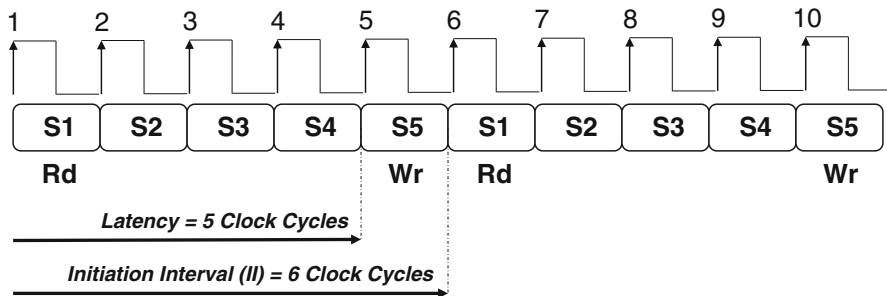 1 2 3 4 5 6 7 8 9 10
S1 S2 S3 S4 S5 S1 S2 S3 S4 S5
Rd Wr Rd Wr
Latency = 5 Clock Cycles
Initiation Interval (II) = 6 Clock Cycles